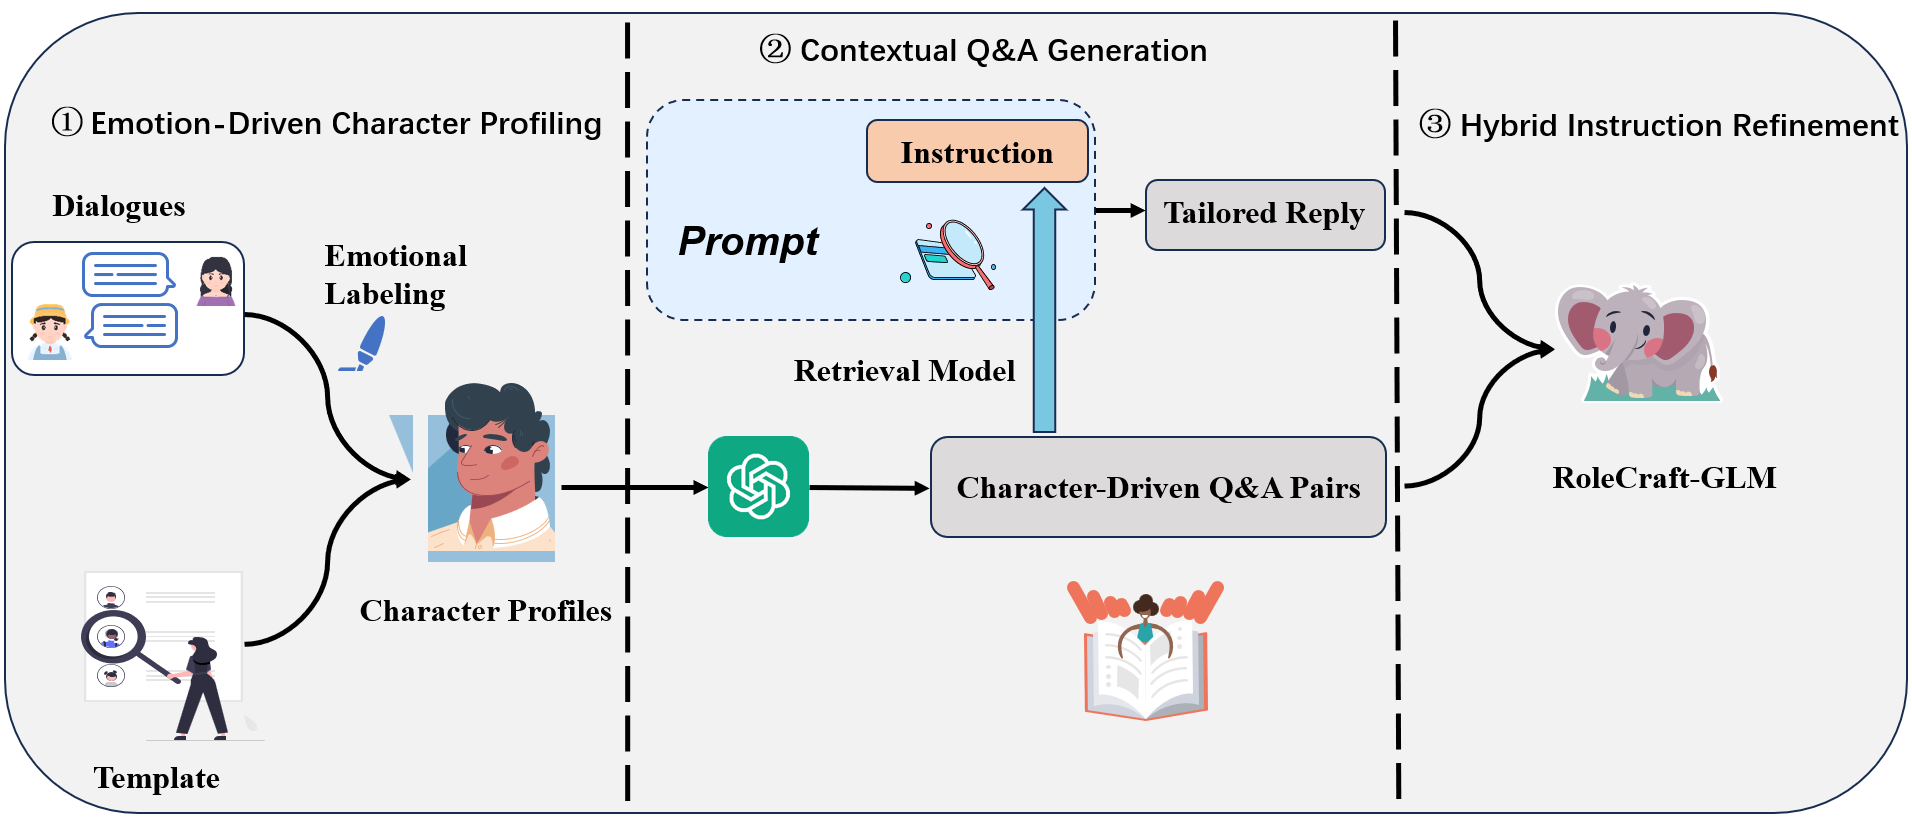 ① Emotion-Driven Character Profiling
Dialogues
Emotional
Labeling
Character Profiles
Template
② Contextual Q&A Generation
Instruction
Prompt
Tailored Reply
Retrieval Model
Character-Driven Q&A Pairs
③ Hybrid Instruction Refinement
RoleCraft-GLM